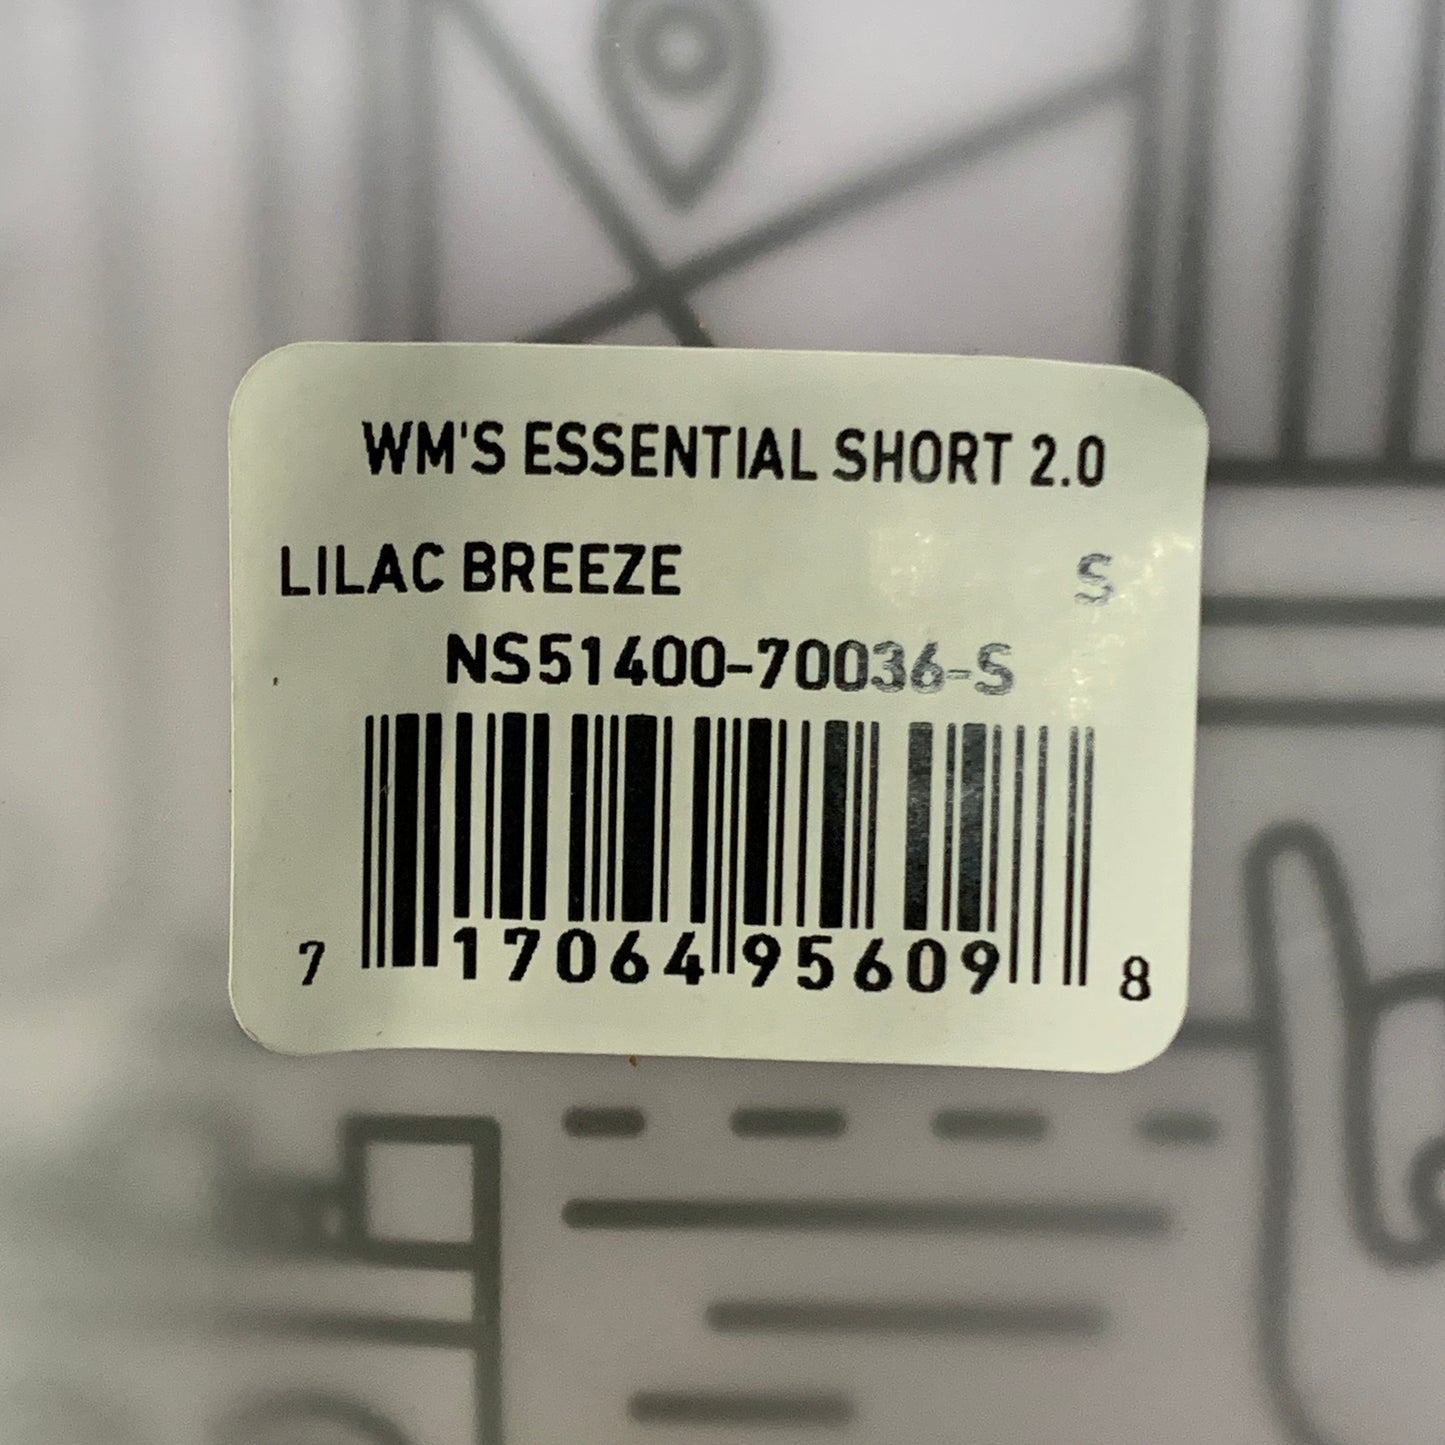 WM'S ESSENTIAL SHORT 2.0
LILAC BREEZE S
NS51400-70036-S
7 17064 95609 8